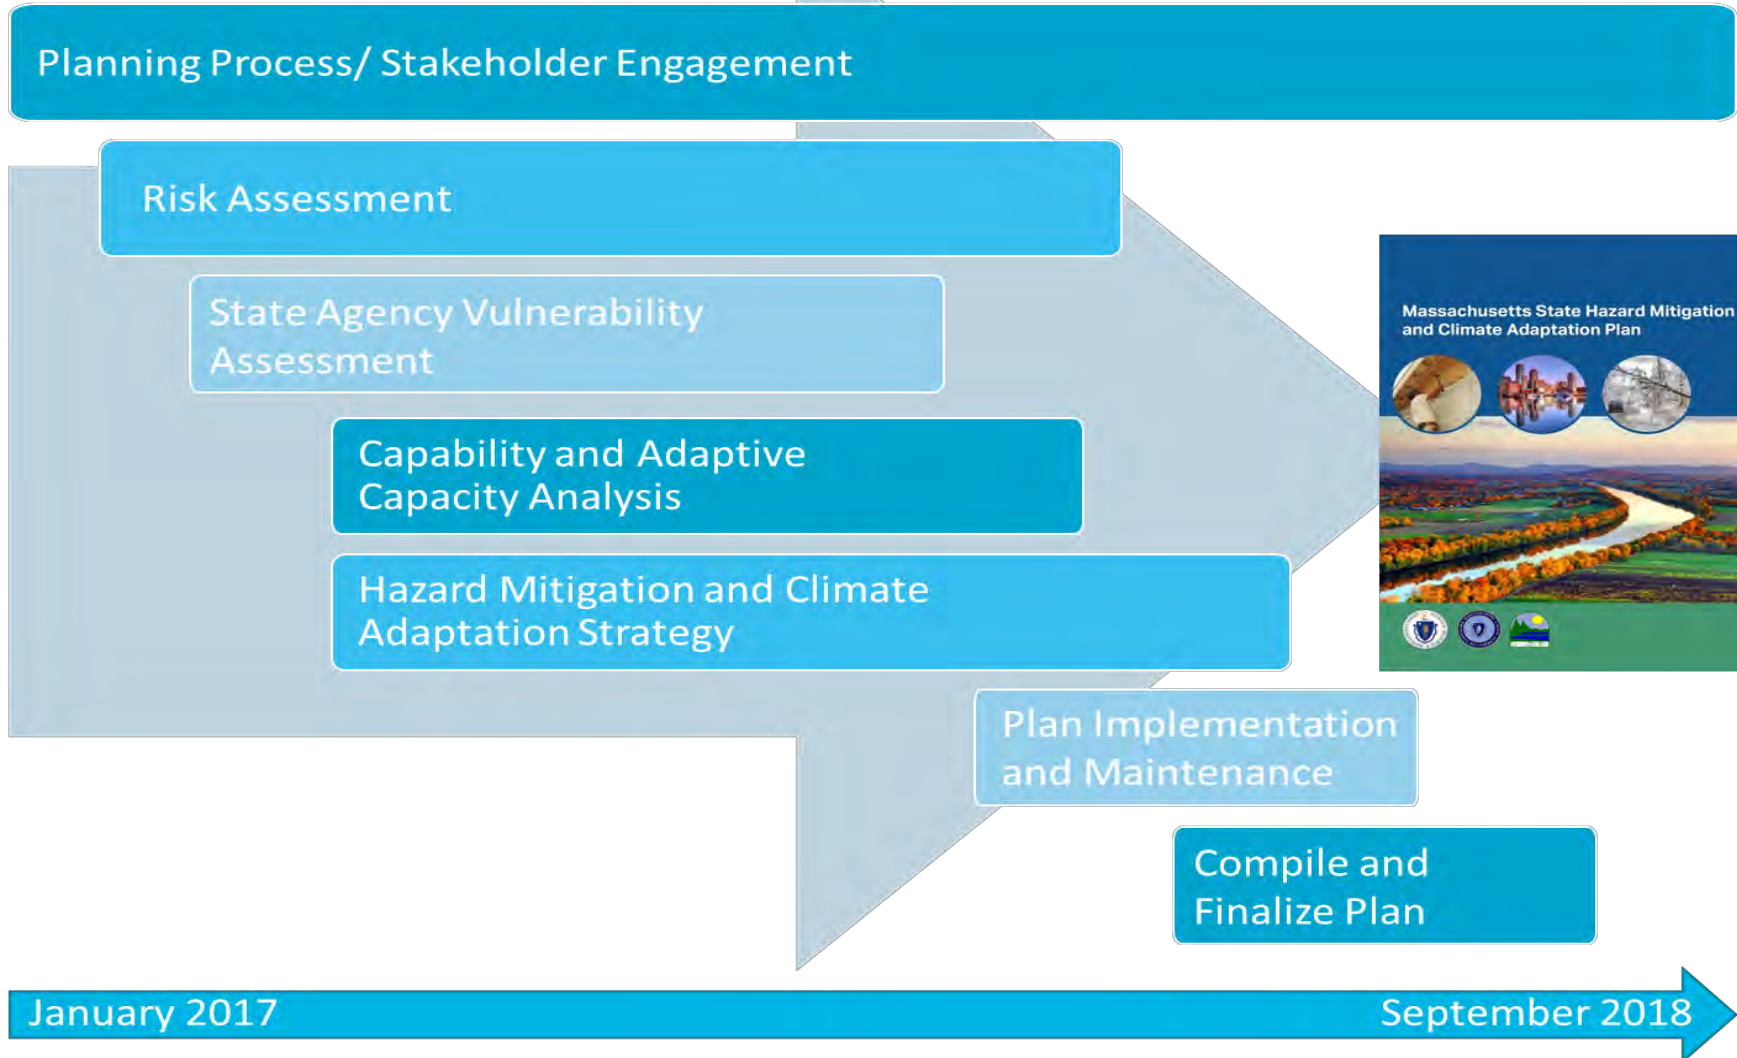 Planning Process/ Stakeholder Engagement
Risk Assessment
State Agency Vulnerability
Assessment
Capability and Adaptive
Capacity Analysis
Hazard Mitigation and Climate
Adaptation Strategy
Massachusetts State Hazard Mitigation
and Climate Adaptation Plan
Plan Implementation
and Maintenance
Compile and
Finalize Plan
January 2017
September 2018